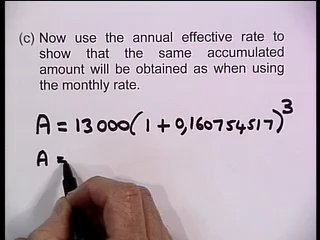 (c) Now use the annual effective rate to
show that the same accumulated
amount will be obtained as when using
the monthly rate.
A = 13 000(1 + 0,160754517)³
A =